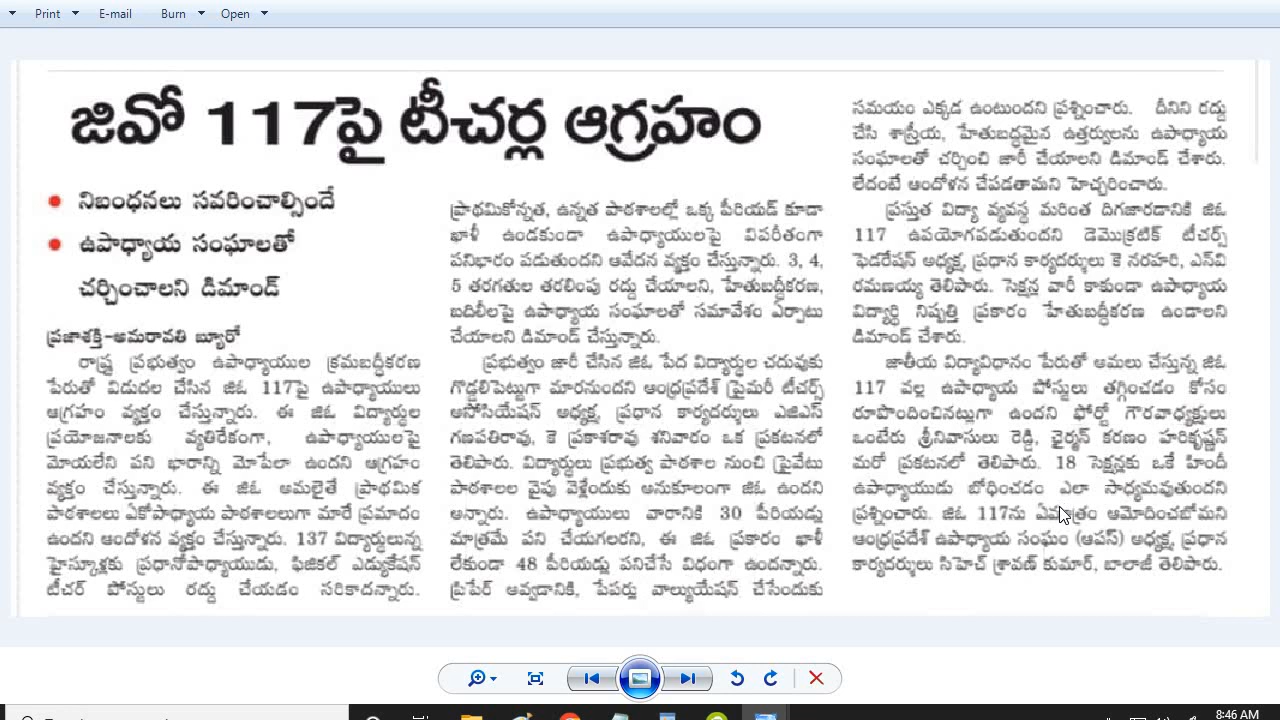 Print
E-mail
Burn
Open
జివో 117పై టీచర్ల ఆగ్రహం
నిబంధనలు సవరించాల్సిందే
ఉపాధ్యాయ సంఘాలతో
చర్చించాలని డిమాండ్
ప్రజాశక్తి-అమరావతి బ్యూరో
రాష్ట్ర ప్రభుత్వం ఉపాధ్యాయుల క్రమబద్ధీకరణ
పేరుతో విడుదల చేసిన జిఓ 117పై ఉపాధ్యాయులు
ఆగ్రహం వ్యక్తం చేస్తున్నారు. ఈ జిఓ విద్యార్థుల
ప్రయోజనాలకు వ్యతిరేకంగా, ఉపాధ్యాయులపై
మోయలేని పని భారాన్ని మోపేలా ఉందని ఆగ్రహం
వ్యక్తం చేస్తున్నారు. ఈ జిఓ అమలైతే ప్రాథమిక
పాఠశాలలు ఏకోపాధ్యాయ పాఠశాలలుగా మారే ప్రమాదం
ఉందని ఆందోళన వ్యక్తం చేస్తున్నారు. 137 విద్యార్థులున్న
హైస్కూళ్లకు ప్రధానోపాధ్యాయుడు, ఫిజికల్ ఎడ్యుకేషన్
టీచర్ పోస్టులు రద్దు చేయడం సరికాదన్నారు.
ప్రాథమికోన్నత, ఉన్నత పాఠశాలల్లో ఒక్క పీరియడ్ కూడా
ఖాళీ ఉండకుండా ఉపాధ్యాయులపై విపరీతంగా
పనిభారం పడుతుందని ఆవేదన వ్యక్తం చేస్తున్నారు. 3, 4,
5 తరగతుల తరలింపు రద్దు చేయాలని, హేతుబద్ధీకరణ,
బదిలీలపై ఉపాధ్యాయ సంఘాలతో సమావేశం ఏర్పాటు
చేయాలని డిమాండ్ చేస్తున్నారు.
ప్రభుత్వం జారీ చేసిన జిఓ పేద విద్యార్థుల చదువుకు
గొడ్డలిపెట్టుగా మారనుందని ఆంధ్రప్రదేశ్ ప్రైమరీ టీచర్స్
అసోసియేషన్ అధ్యక్ష, ప్రధాన కార్యదర్శులు ఎజిఎస్
గణపతిరావు, కె ప్రకాశరావు శనివారం ఒక ప్రకటనలో
తెలిపారు. విద్యార్థులు ప్రభుత్వ పాఠశాల నుంచి ప్రైవేటు
పాఠశాలల వైపు వెళ్లేందుకు అనుకూలంగా జిఓ ఉందని
అన్నారు. ఉపాధ్యాయులు వారానికి 30 పీరియడ్లు
మాత్రమే పని చేయగలరని, ఈ జిఓ ప్రకారం ఖాళీ
లేకుండా 48 పీరియడ్లు పనిచేసే విధంగా ఉందన్నారు.
ప్రిపేర్ అవ్వడానికి, పేపర్లు వాల్యుయేషన్ చేసేందుకు
సమయం ఎక్కడ ఉంటుందని ప్రశ్నించారు. దీనిని రద్దు
చేసి శాస్త్రీయ, హేతుబద్ధమైన ఉత్తర్వులను ఉపాధ్యాయ
సంఘాలతో చర్చించి జారీ చేయాలని డిమాండ్ చేశారు.
లేదంటే ఆందోళన చేపడతామని హెచ్చరించారు.
ప్రస్తుత విద్యా వ్యవస్థ మరింత దిగజారడానికి జిఓ
117 ఉపయోగపడుతుందని డెమొక్రటిక్ టీచర్స్
ఫెడరేషన్ అధ్యక్ష, ప్రధాన కార్యదర్శులు కె నరహరి, ఎన్‌వి
రమణయ్య తెలిపారు. సెక్షన్ల వారీ కాకుండా ఉపాధ్యాయ
విద్యార్థి నిష్పత్తి ప్రకారం హేతుబద్ధీకరణ ఉండాలని
డిమాండ్ చేశారు.
జాతీయ విద్యావిధానం పేరుతో అమలు చేస్తున్న జిఓ
117 వల్ల ఉపాధ్యాయ పోస్టులు తగ్గించడం కోసం
రూపొందించినట్లుగా ఉందని ఫోర్టో గౌరవాధ్యక్షులు
ఒంటేరు శ్రీనివాసులు రెడ్డి, ఛైర్మన్ కరణం హరికృష్ణన్
మరో ప్రకటనలో తెలిపారు. 18 సెక్షన్లకు ఒకే హిందీ
ఉపాధ్యాయుడు బోధించడం ఎలా సాధ్యమవుతుందని
ప్రశ్నించారు. జిఓ 117ను ఏమాత్రం ఆమోదించబోమని
ఆంధ్రప్రదేశ్ ఉపాధ్యాయ సంఘం (ఆపస్) అధ్యక్ష, ప్రధాన
కార్యదర్శులు సిహెచ్ శ్రావణ్ కుమార్, బాలాజీ తెలిపారు.
8:46 AM